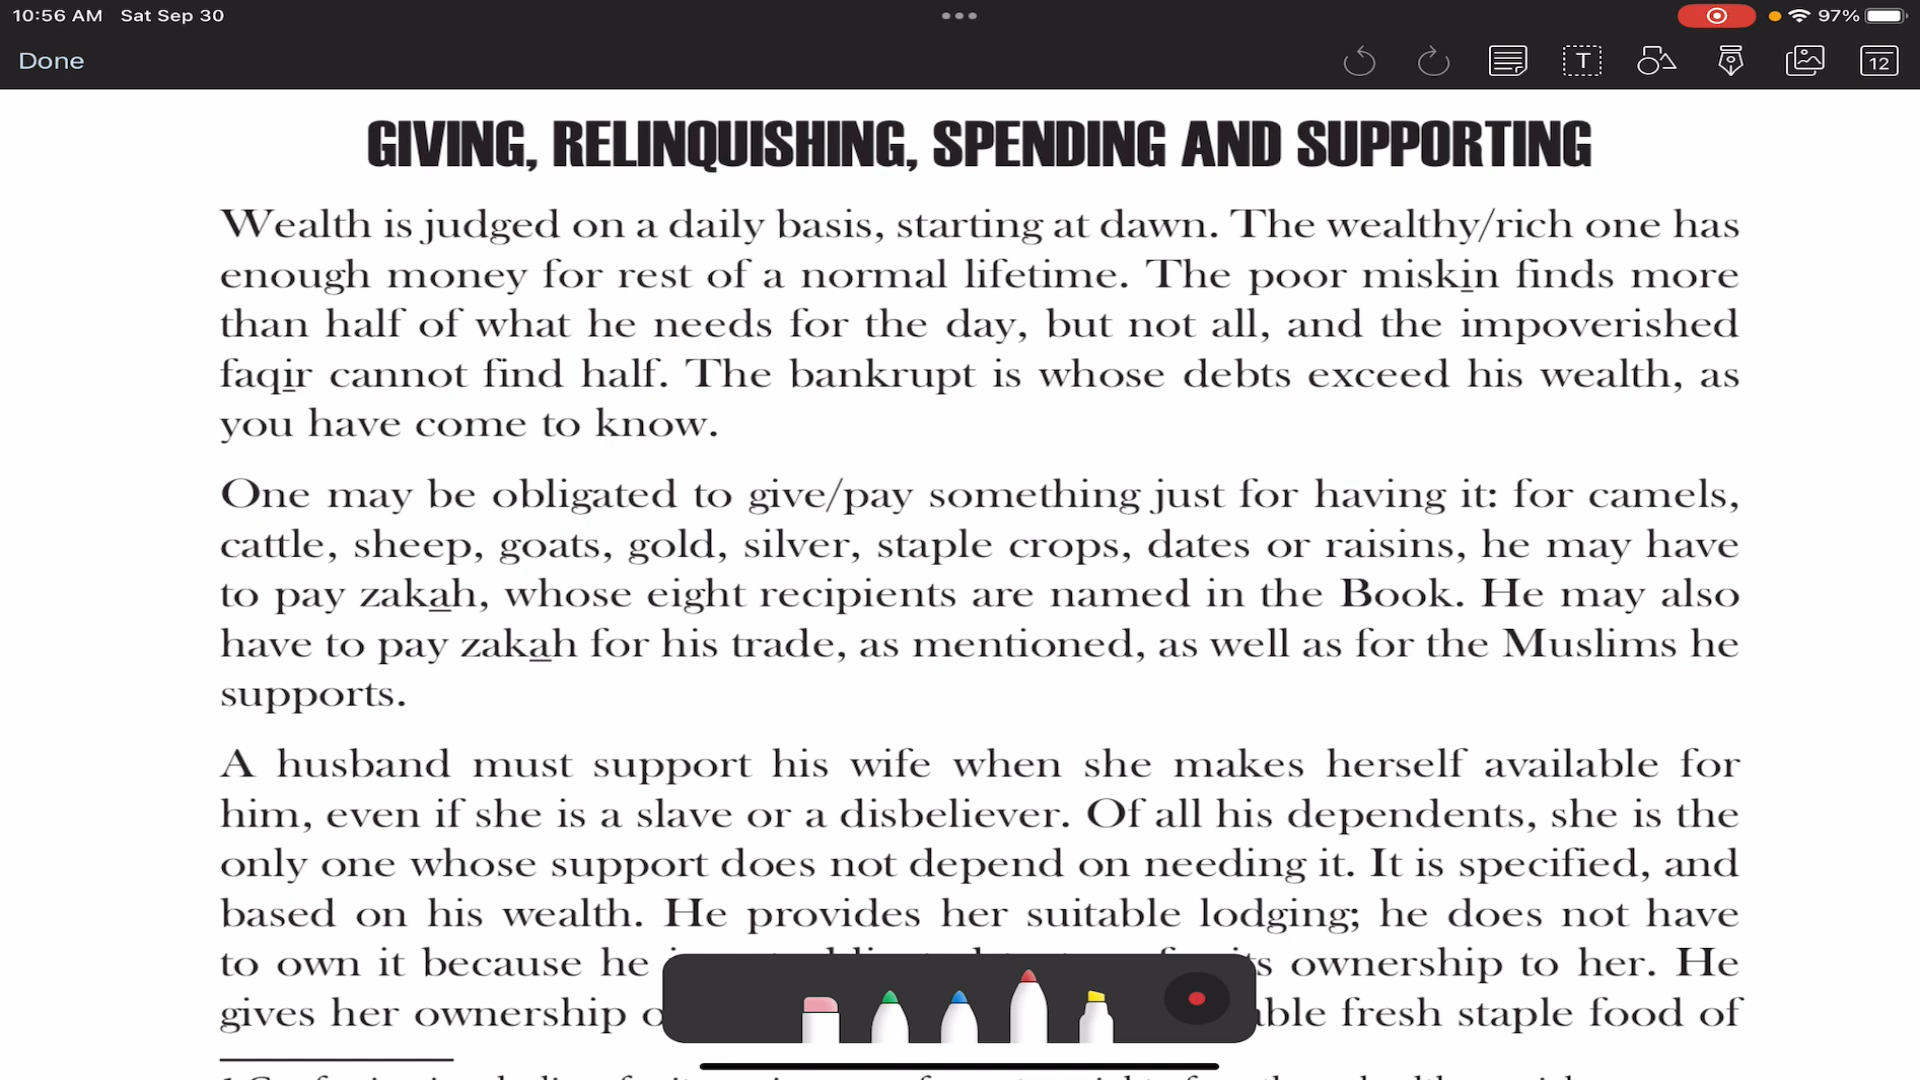 10:56 AM Sat Sep 30
97%
Done
T
12
GIVING, RELINQUISHING, SPENDING AND SUPPORTING
Wealth is judged on a daily basis, starting at dawn. The wealthy/rich one has
enough money for rest of a normal lifetime. The poor miskin finds more
than half of what he needs for the day, but not all, and the impoverished
faqir cannot find half. The bankrupt is whose debts exceed his wealth, as
you have come to know.
One may be obligated to give/pay something just for having it: for camels,
cattle, sheep, goats, gold, silver, staple crops, dates or raisins, he may have
to pay zakah, whose eight recipients are named in the Book. He may also
have to pay zakah for his trade, as mentioned, as well as for the Muslims he
supports.
A husband must support his wife when she makes herself available for
him, even if she is a slave or a disbeliever. Of all his dependents, she is the
only one whose support does not depend on needing it. It is specified, and
based on his wealth. He provides her suitable lodging; he does not have
to own it because he ownership to her. He
gives her ownership fresh staple food of